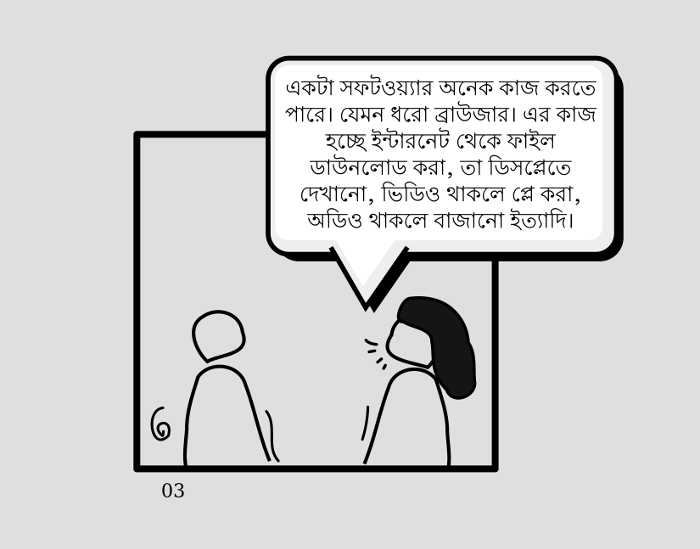 একটা সফটওয়্যার অনেক কাজ করতে
পারে। যেমন ধরো ব্রাউজার। এর কাজ
হচ্ছে ইন্টারনেট থেকে ফাইল
ডাউনলোড করা, তা ডিসপ্লেতে
দেখানো, ভিডিও থাকলে প্লে করা,
অডিও থাকলে বাজানো ইত্যাদি।
03